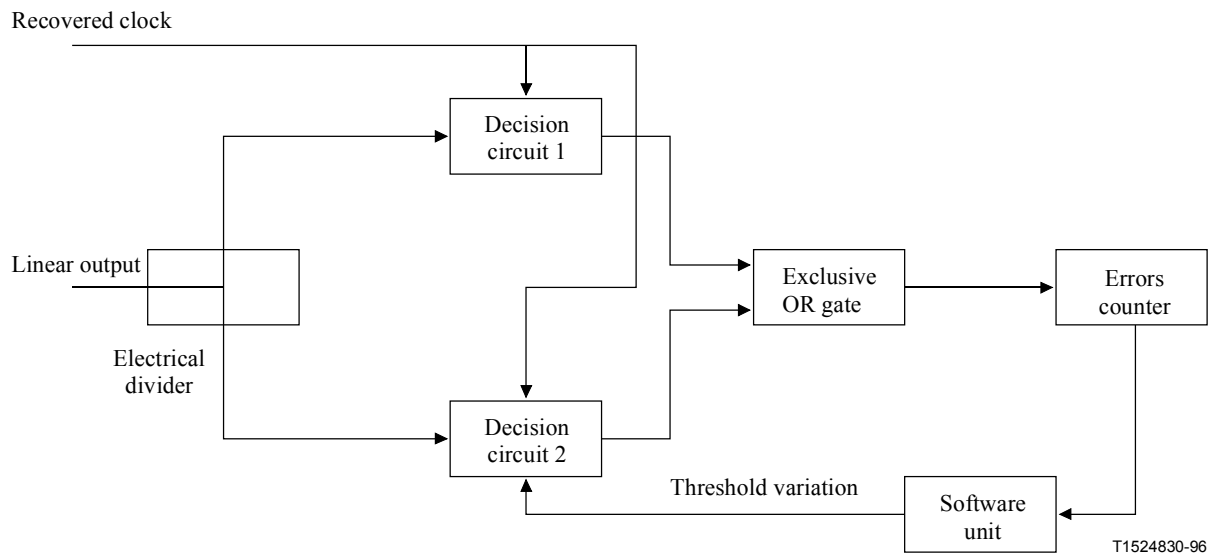 Recovered clock
Decision
circuit 1
Linear output
Exclusive
OR gate
Errors
counter
Electrical
divider
Decision
circuit 2
Threshold variation
Software
unit
T1524830-96